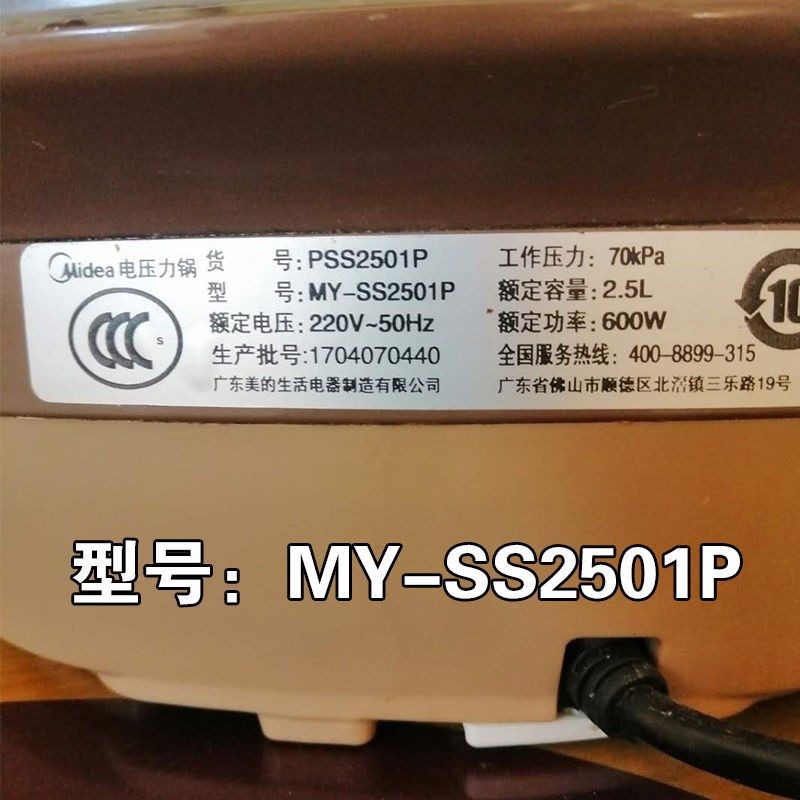 Midea 电压力锅
货 号: PSS2501P
型 号: MY-SS2501P
额定电压: 220V~50Hz
生产批号: 1704070440
广东美的生活电器制造有限公司
工作压力: 70kPa
额定容量: 2.5L
额定功率: 600W
全国服务热线: 400-8899-315
广东省佛山市顺德区北滘镇三乐路19号
CCC
S
10
型号: MY-SS2501P